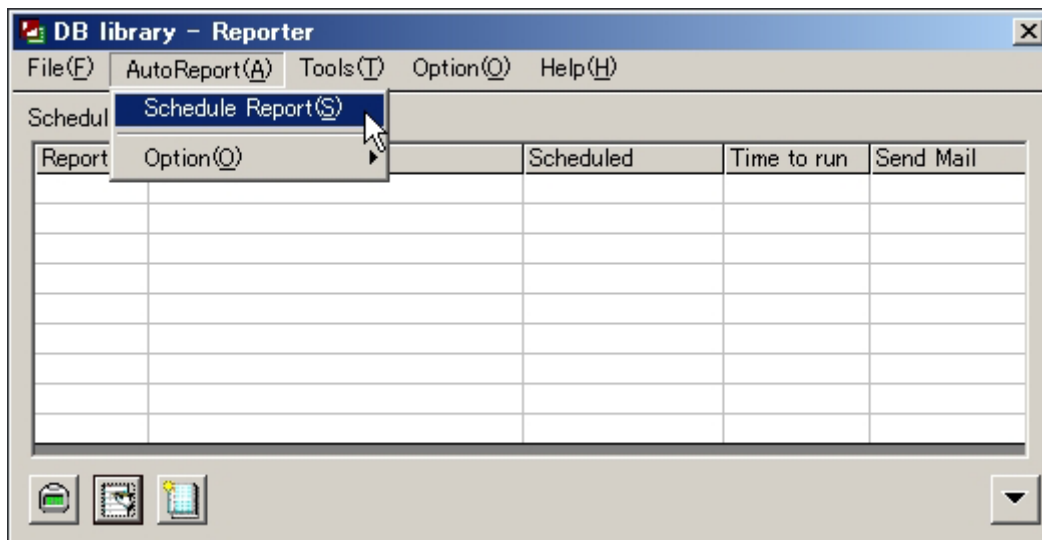 DB library - Reporter
File(F) AutoReport(A) Tools(T) Option(O) Help(H)
Schedule Report(S)
Schedul
Option(O)
Report Scheduled Time to run Send Mail